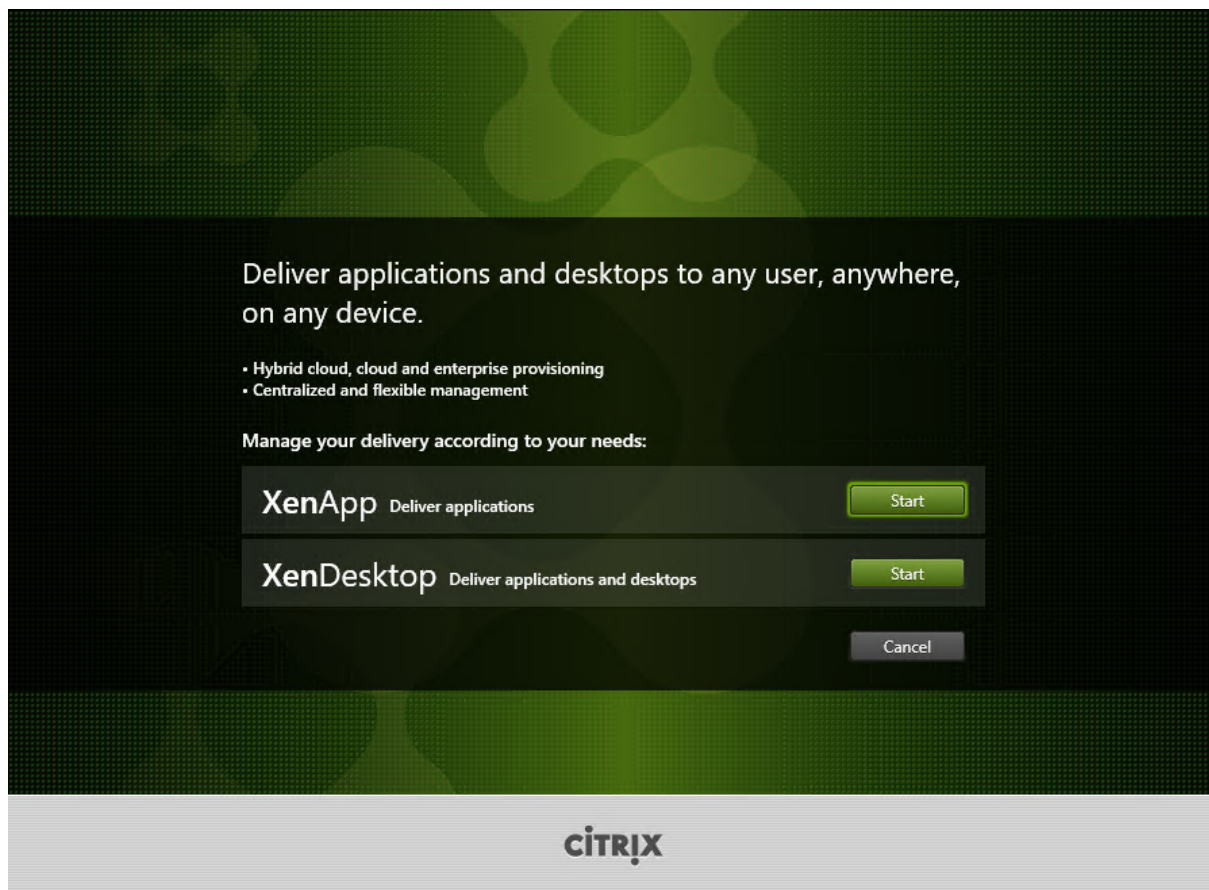 Deliver applications and desktops to any user, anywhere,
on any device.
• Hybrid cloud, cloud and enterprise provisioning
• Centralized and flexible management
Manage your delivery according to your needs:
XenApp Deliver applications Start
XenDesktop Deliver applications and desktops Start
Cancel
CITRIX